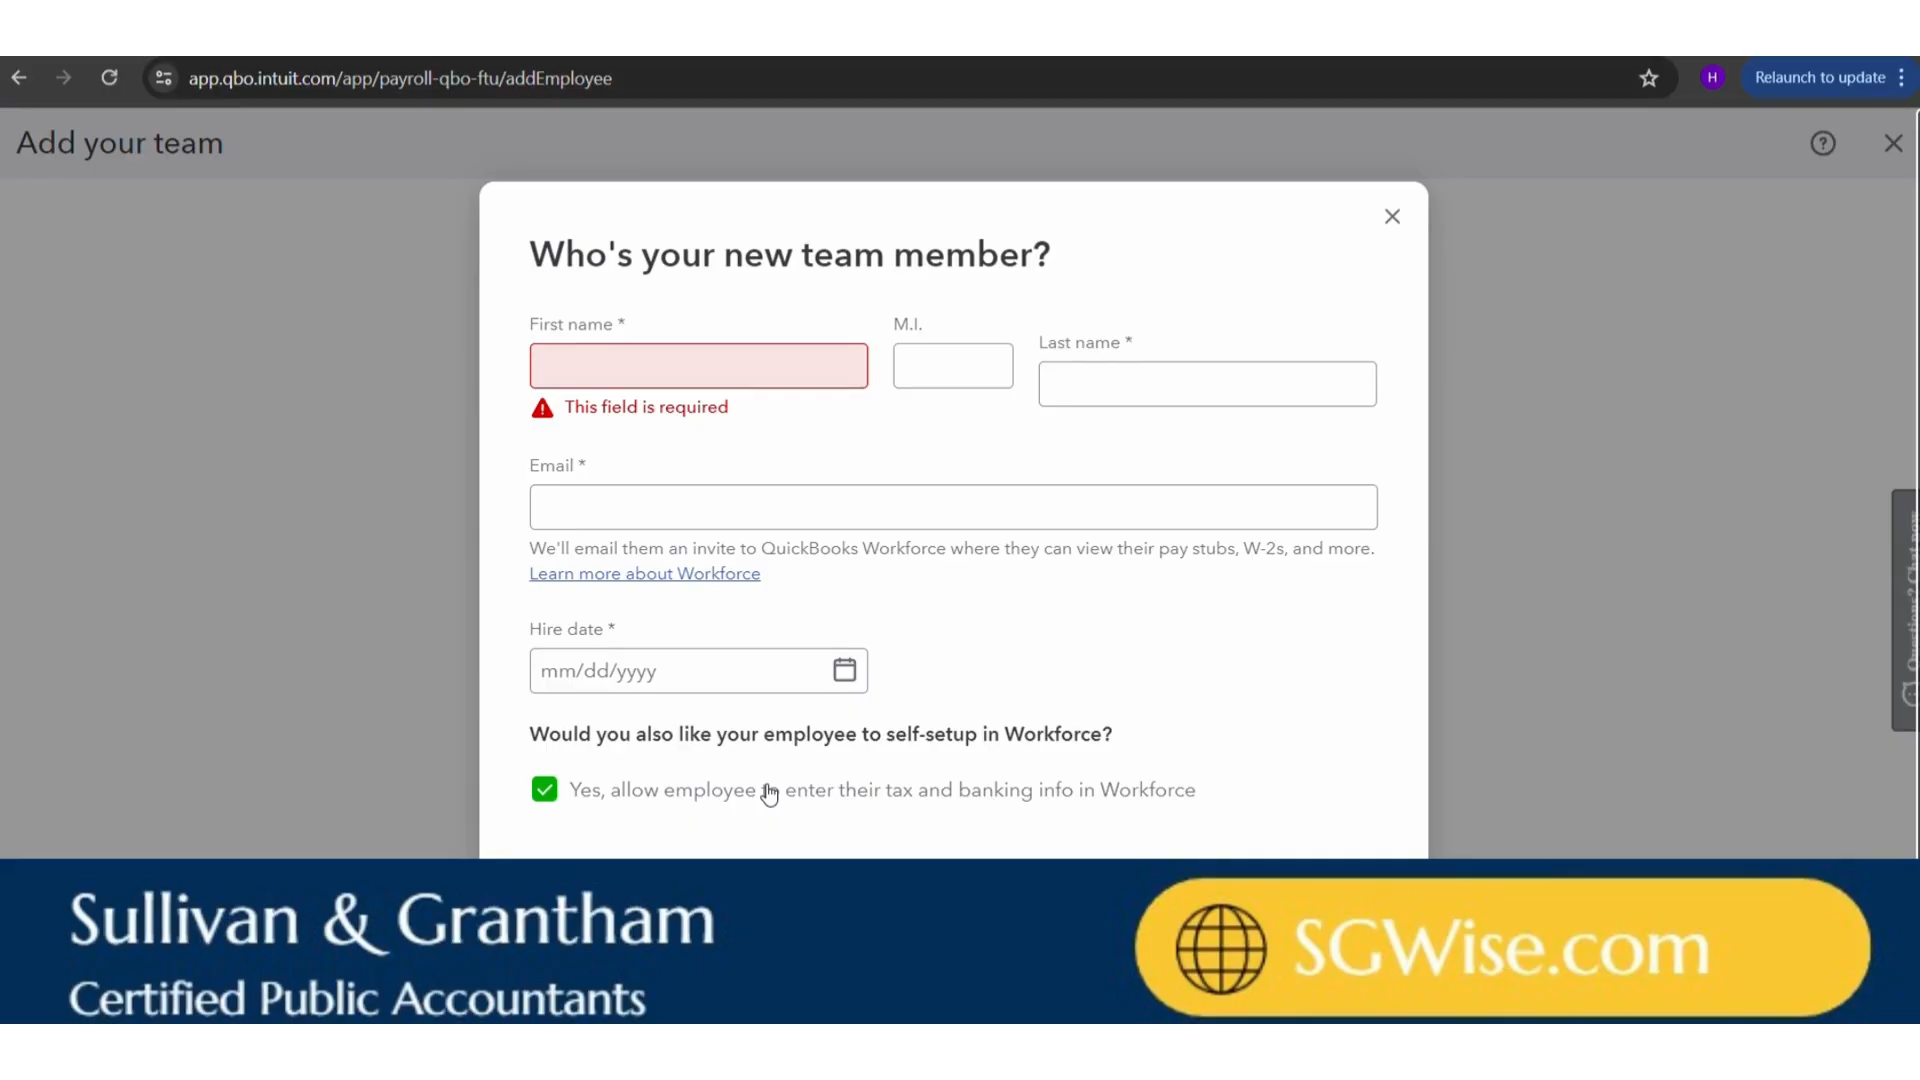 app.qbo.intuit.com/app/payroll-qbo-ftu/addEmployee
H
Relaunch to update
Add your team
Who's your new team member?
First name *
M.I.
Last name *
This field is required
Email *
We'll email them an invite to QuickBooks Workforce where they can view their pay stubs, W-2s, and more.
Learn more about Workforce
Hire date *
mm/dd/yyyy
Would you also like your employee to self-setup in Workforce?
Yes, allow employee enter their tax and banking info in Workforce
Questions? Chat now
Sullivan & Grantham
Certified Public Accountants
SGWise.com